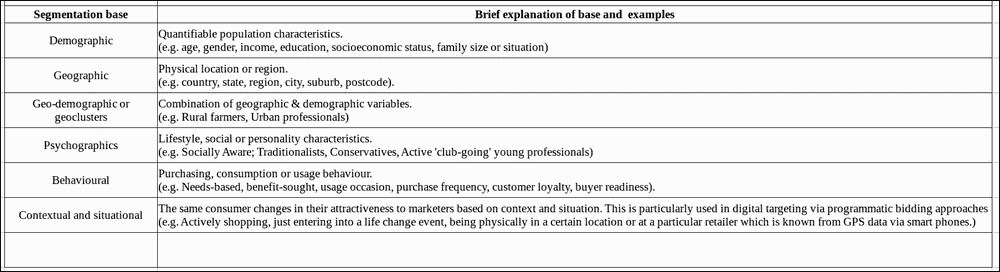 Segmentation base
Brief explanation of base and examples
Demographic
Quantifiable population characteristics.
(e.g. age, gender, income, education, socioeconomic status, family size or situation)
Geographic
Physical location or region.
(e.g. country, state, region, city, suburb, postcode).
Geo-demographic or
geoclusters
Combination of geographic & demographic variables.
(e.g. Rural farmers, Urban professionals)
Psychographics
Lifestyle, social or personality characteristics.
(e.g. Socially Aware; Traditionalists, Conservatives, Active 'club-going' young professionals)
Behavioural
Purchasing, consumption or usage behaviour.
(e.g. Needs-based, benefit-sought, usage occasion, purchase frequency, customer loyalty, buyer readiness).
Contextual and situational
The same consumer changes in their attractiveness to marketers based on context and situation. This is particularly used in digital targeting via programmatic bidding approaches
(e.g. Actively shopping, just entering into a life change event, being physically in a certain location or at a particular retailer which is known from GPS data via smart phones.)